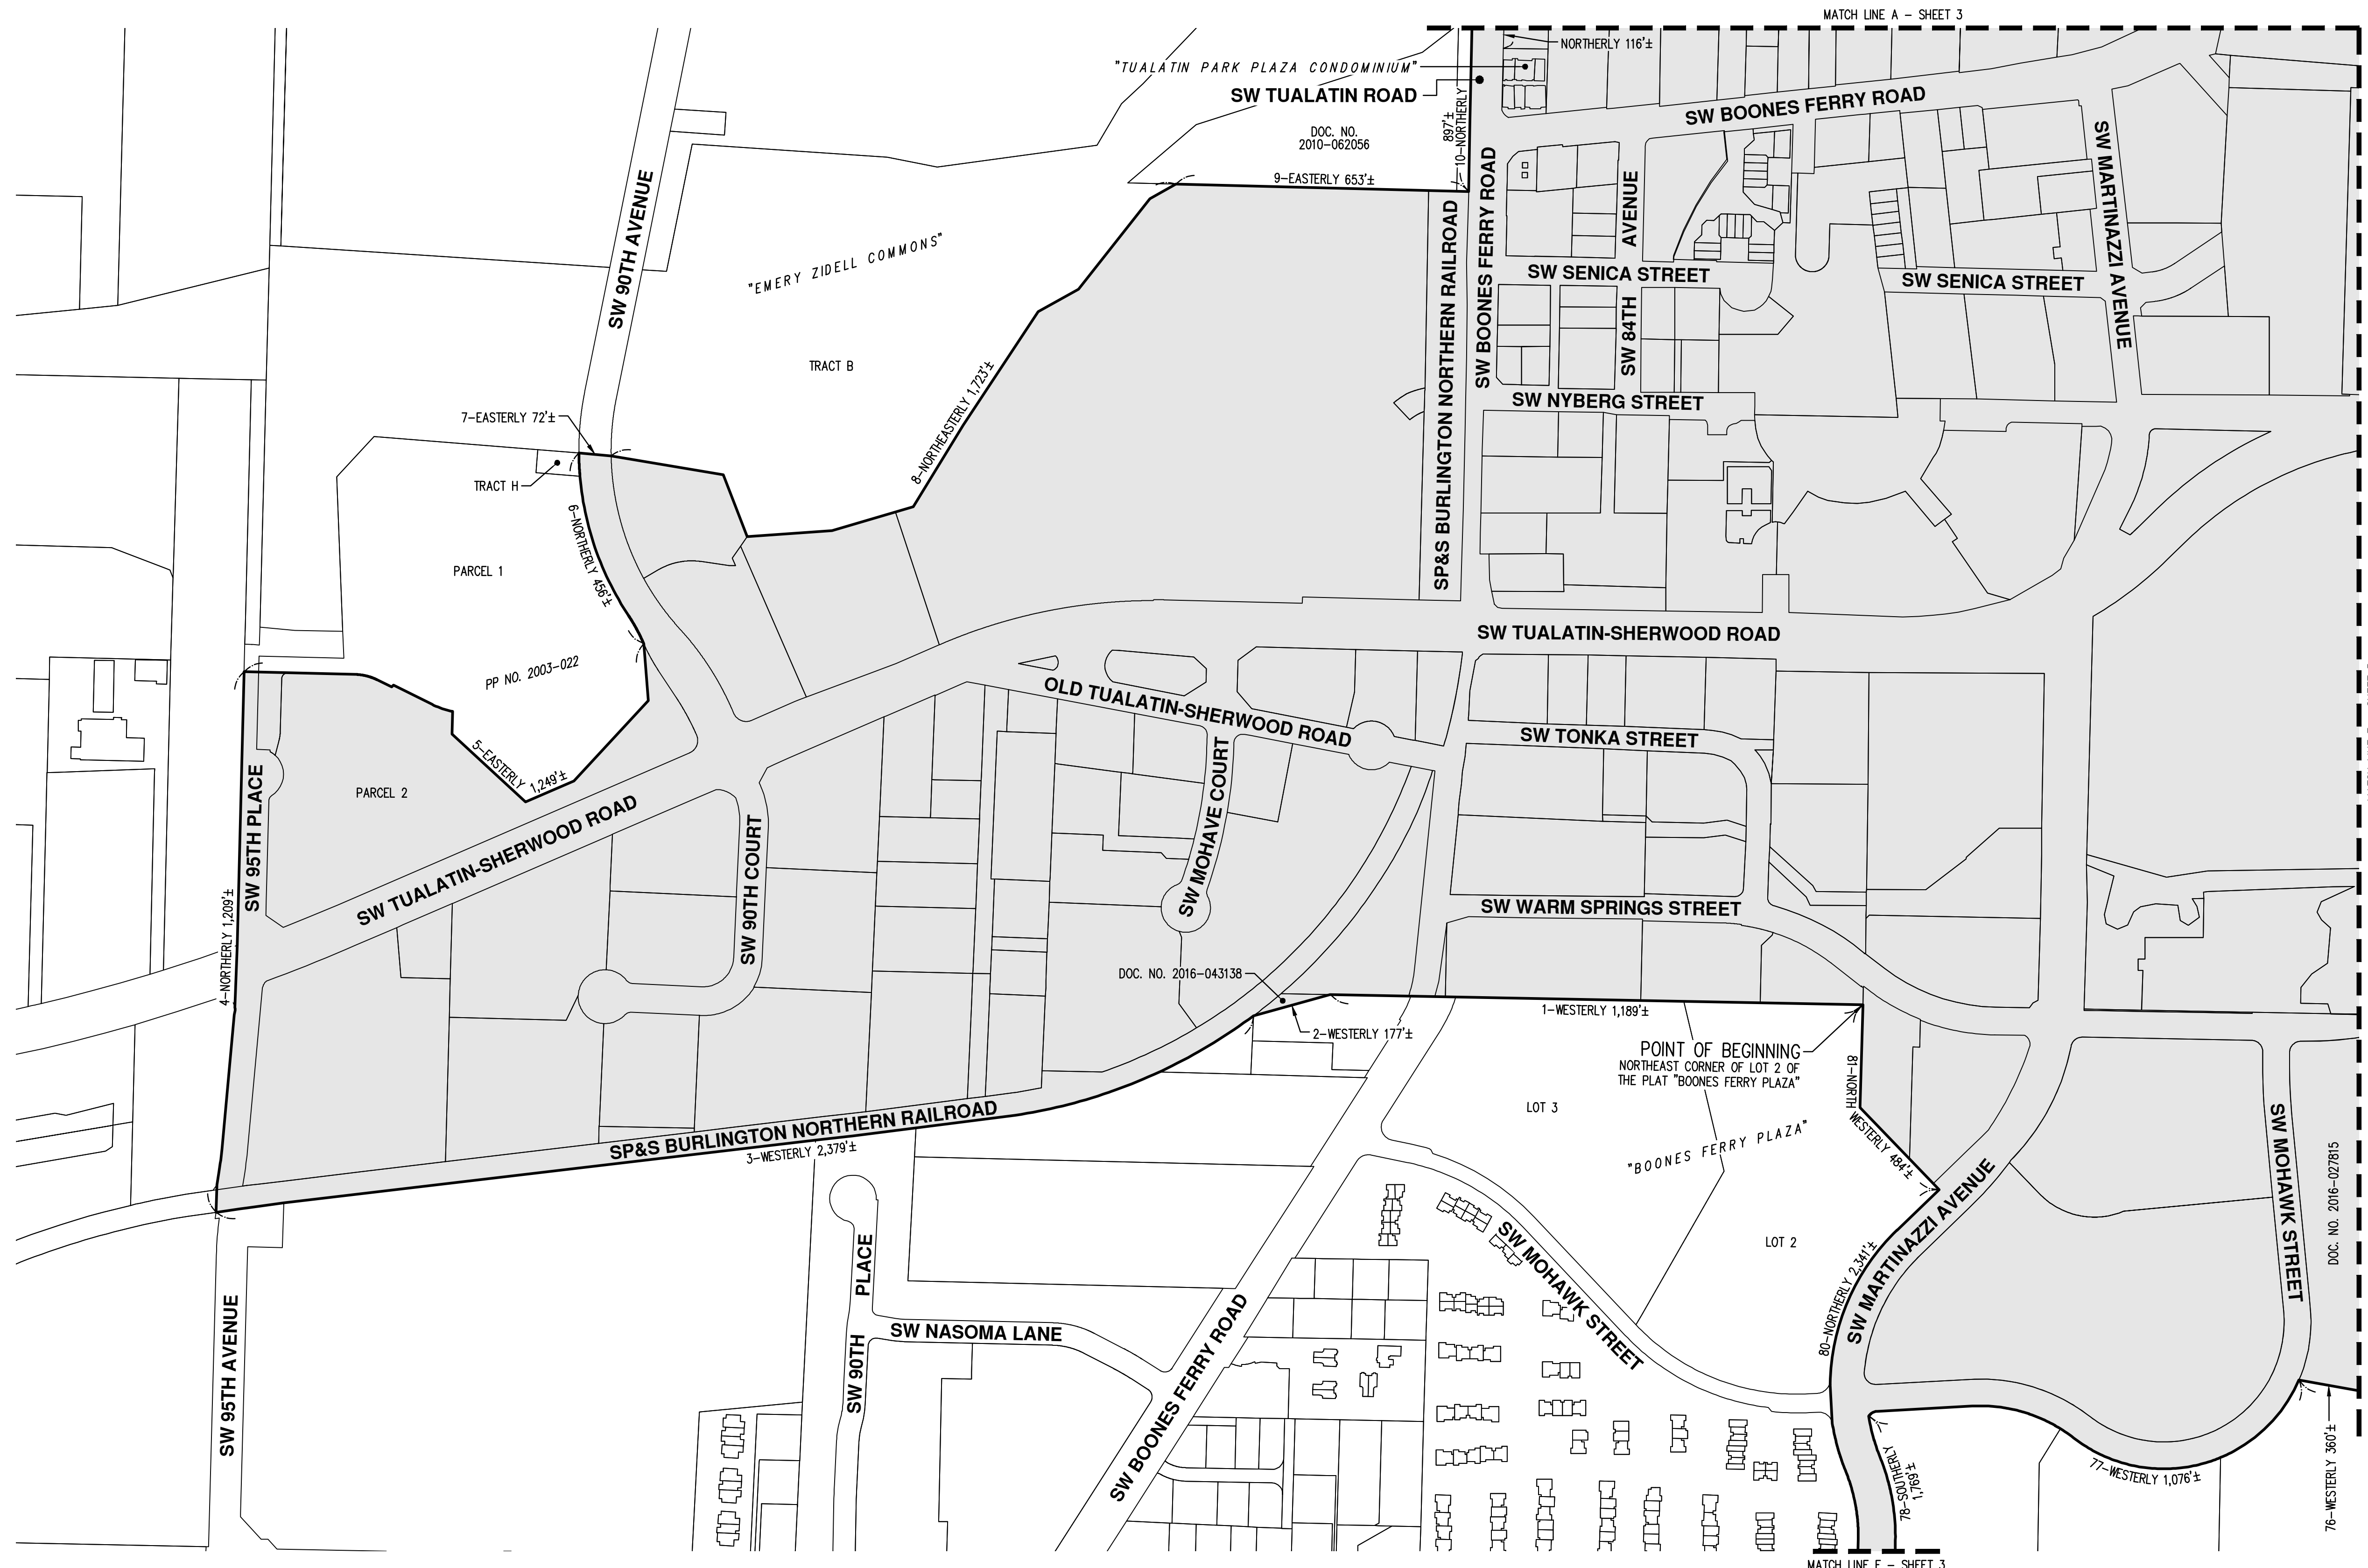 MATCH LINE A – SHEET 3
NORTHERLY 116'±
"TUALATIN PARK PLAZA CONDOMINIUM"
SW TUALATIN ROAD
SW BOONES FERRY ROAD
DOC. NO.
2010-062056
10-NORTHERLY
897'±
9-EASTERLY 653'±
SW MARTINAZZI AVENUE
SW 90TH AVENUE
"EMERY ZIDELL COMMONS"
TRACT B
SP&S BURLINGTON NORTHERN RAILROAD
SW BOONES FERRY ROAD
SW 84TH
AVENUE
SW SENICA STREET
SW SENICA STREET
SW NYBERG STREET
7-EASTERLY 72'±
TRACT H
8-NORTHEASTERLY 1,723'±
6-NORTHERLY 456'±
PARCEL 1
PP NO. 2003-022
5-EASTERLY 1,249'±
SW TUALATIN-SHERWOOD ROAD
OLD TUALATIN-SHERWOOD ROAD
SW TONKA STREET
SW MOHAVE COURT
PARCEL 2
SW 95TH PLACE
4-NORTHERLY 1,209'±
SW TUALATIN-SHERWOOD ROAD
SW 90TH COURT
SW WARM SPRINGS STREET
DOC. NO. 2016-043138
1-WESTERLY 1,189'±
2-WESTERLY 177'±
POINT OF BEGINNING
NORTHEAST CORNER OF LOT 2 OF
THE PLAT "BOONES FERRY PLAZA"
81-NORTH
WESTERLY 484'±
LOT 3
"BOONES FERRY PLAZA"
LOT 2
SP&S BURLINGTON NORTHERN RAILROAD
3-WESTERLY 2,379'±
SW MARTINAZZI AVENUE
80-NORTHERLY 2,341'±
SW MOHAWK STREET
DOC. NO. 2016-027815
SW MOHAWK STREET
SW 95TH AVENUE
SW 90TH
PLACE
SW NASOMA LANE
SW BOONES FERRY ROAD
78-SOUTHERLY
1,769'±
77-WESTERLY 1,076'±
76-WESTERLY 360'±
MATCH LINE F – SHEET 3